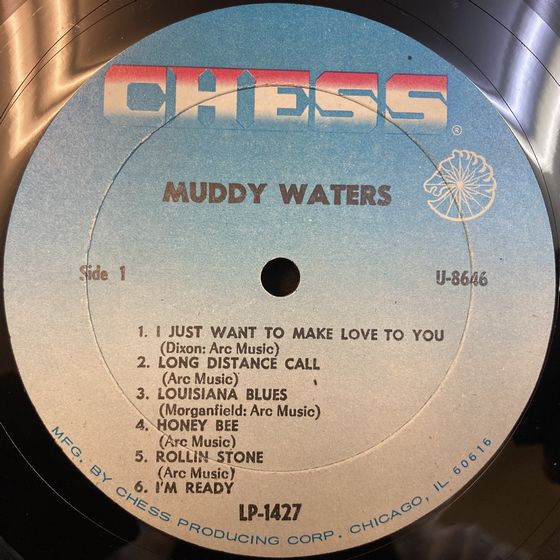 CHESS
®
MUDDY WATERS
Side 1
U-8646
1. I JUST WANT TO MAKE LOVE TO YOU
(Dixon: Arc Music)
2. LONG DISTANCE CALL
(Arc Music)
3. LOUISIANA BLUES
(Morganfield: Arc Music)
4. HONEY BEE
(Arc Music)
5. ROLLIN STONE
(Arc Music)
6. I'M READY
LP-1427
MFG. BY CHESS PRODUCING CORP. CHICAGO, IL 60616